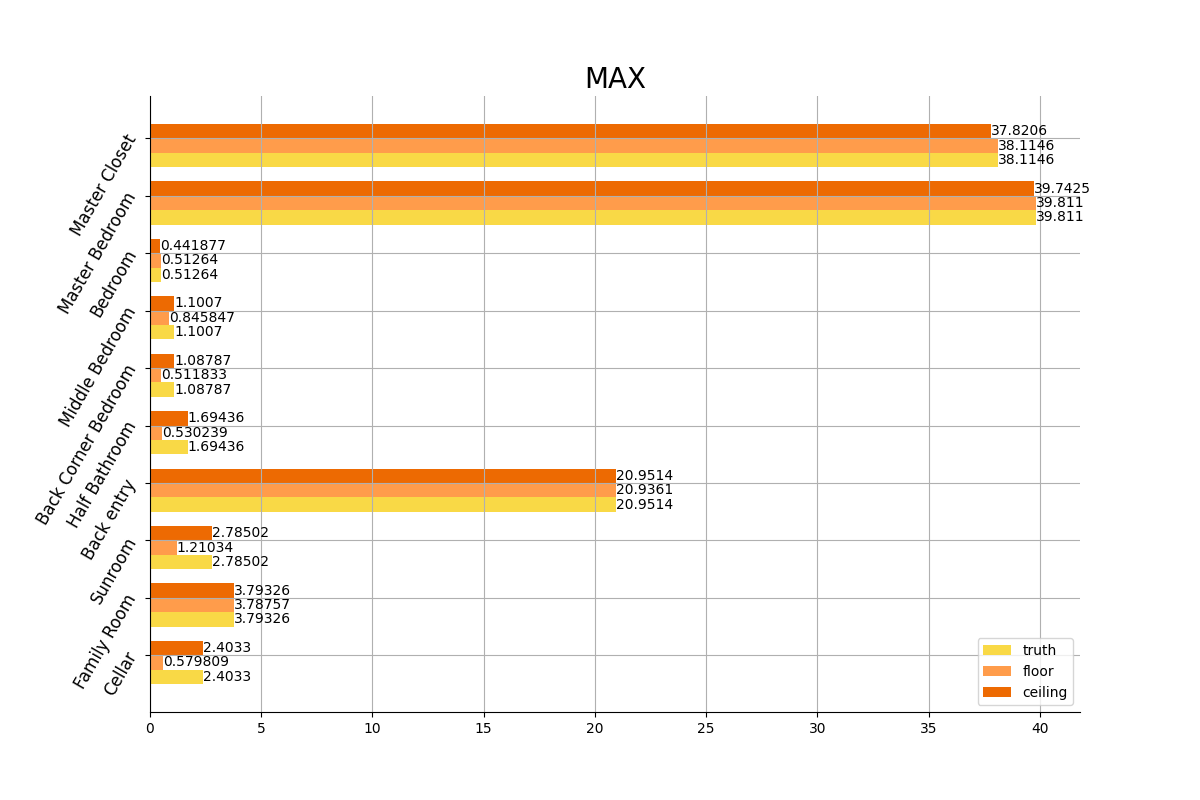 MAX
Master Closet
37.8206
38.1146
38.1146
Master Bedroom
39.7425
39.811
39.811
Bedroom
0.441877
0.51264
0.51264
Middle Bedroom
1.1007
0.845847
1.1007
Back Corner Bedroom
1.08787
0.511833
1.08787
Half Bathroom
1.69436
0.530239
1.69436
Back entry
20.9514
20.9361
20.9514
Sunroom
2.78502
1.21034
2.78502
Family Room
3.79326
3.78757
3.79326
Cellar
2.4033
0.579809
2.4033
truth
floor
ceiling
0 5 10 15 20 25 30 35 40